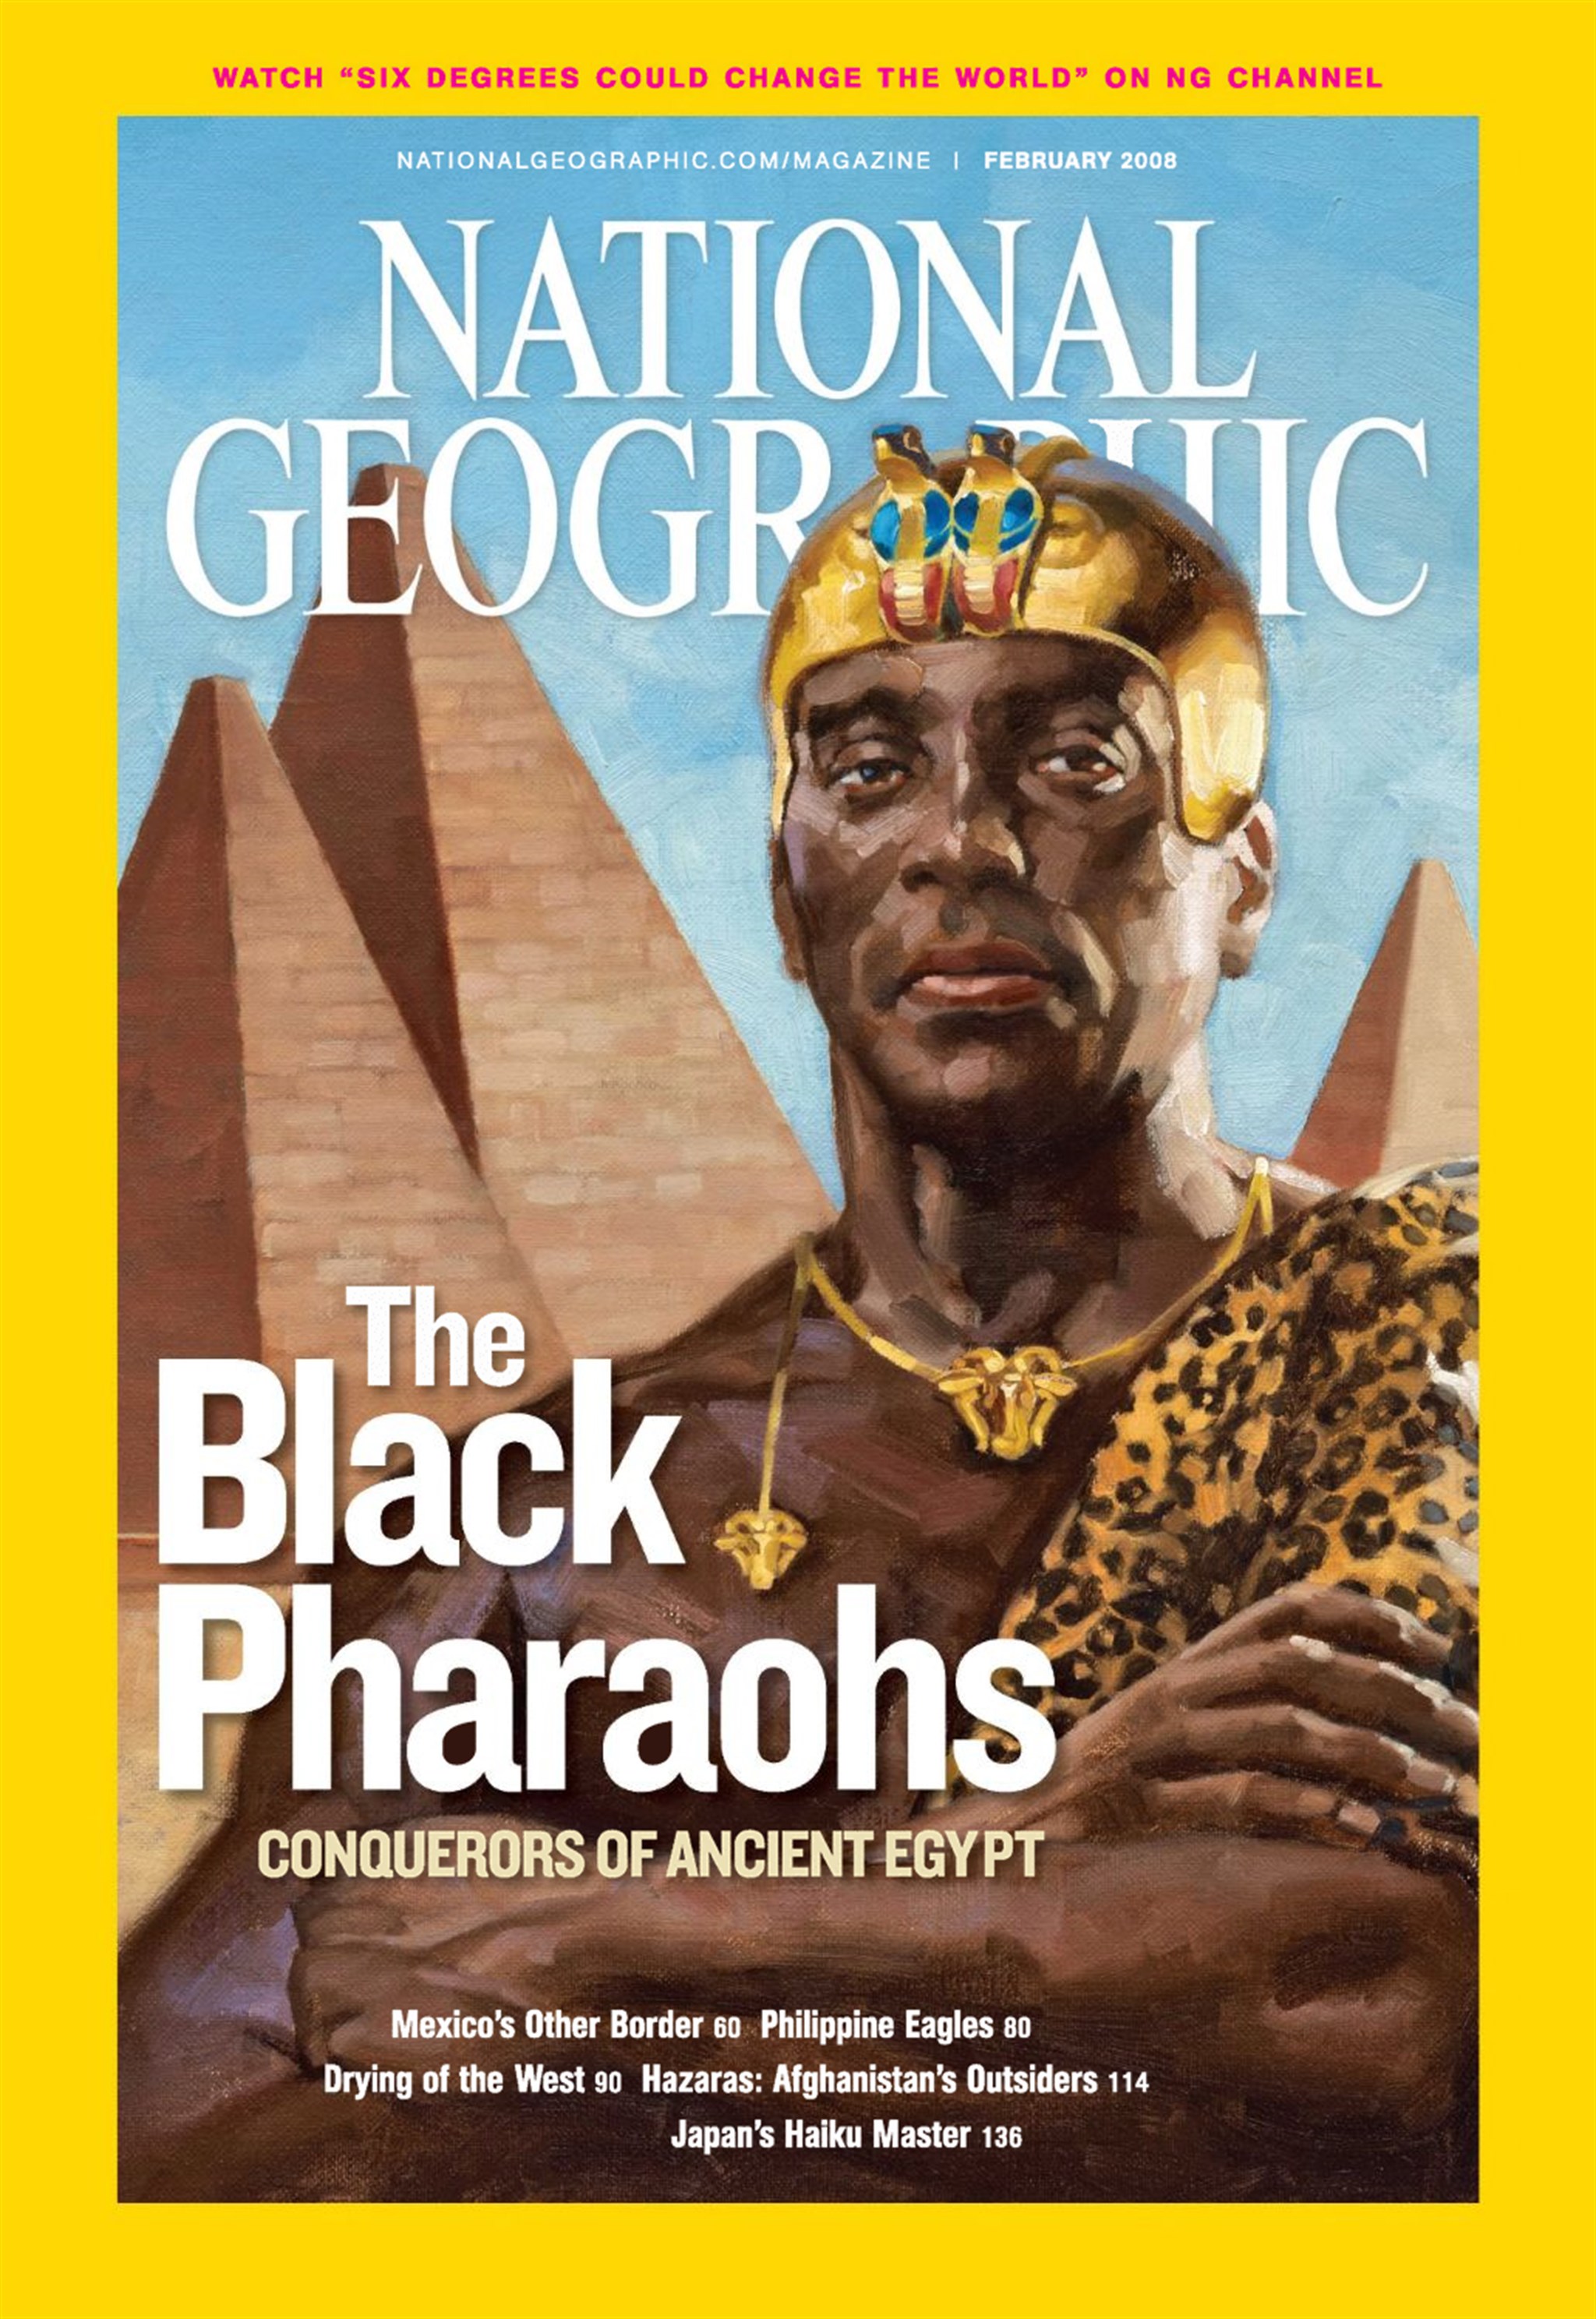 WATCH “SIX DEGREES COULD CHANGE THE WORLD” ON NG CHANNEL
NATIONALGEOGRAPHIC.COM/MAGAZINE | FEBRUARY 2008
NATIONAL
GEOGRAPHIC
The
Black
Pharaohs
CONQUERORS OF ANCIENT EGYPT
Mexico’s Other Border 60 Philippine Eagles 80
Drying of the West 90 Hazaras: Afghanistan’s Outsiders 114
Japan’s Haiku Master 136